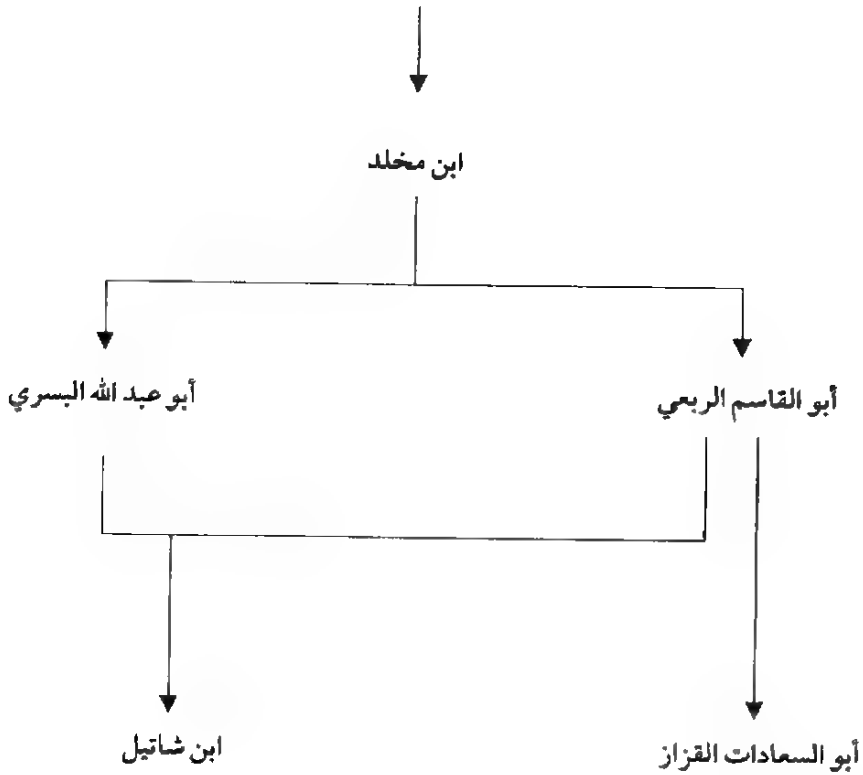 ابن مخلد
أبو القاسم الربعي
أبو عبد الله البسري
أبو السعادات القزاز
ابن شاتيل